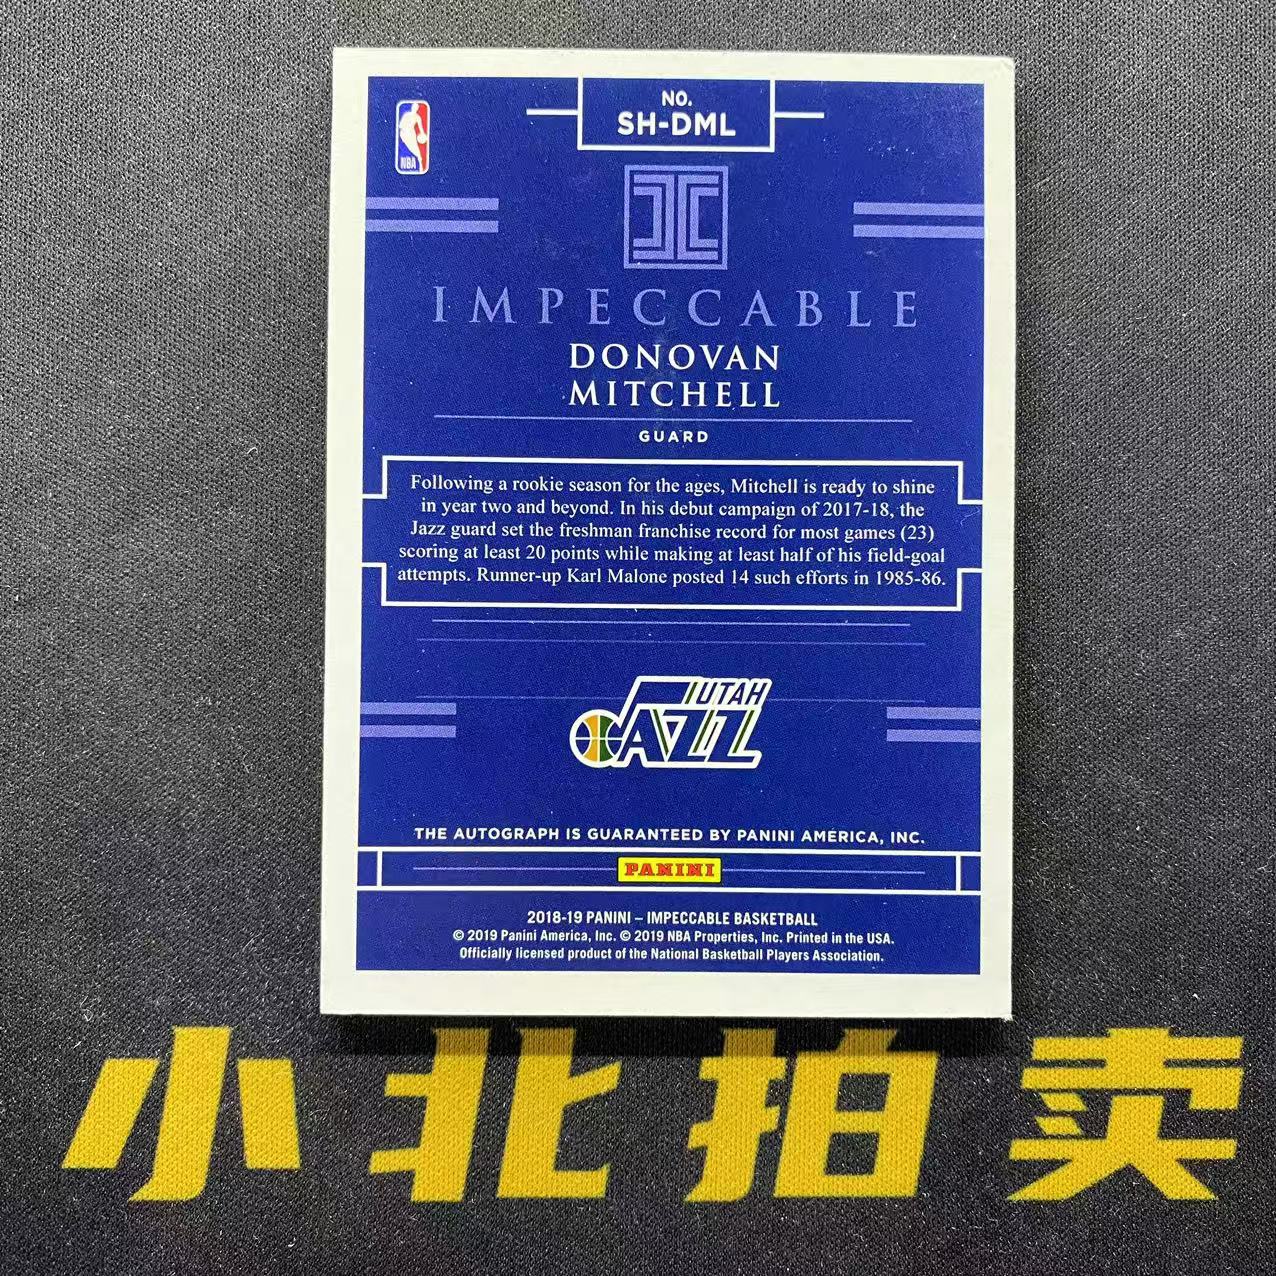 NO.
SH-DML
NBA
IMPECCABLE
DONOVAN
MITCHELL
GUARD
Following a rookie season for the ages, Mitchell is ready to shine
in year two and beyond. In his debut campaign of 2017-18, the
Jazz guard set the freshman franchise record for most games (23)
scoring at least 20 points while making at least half of his field-goal
attempts. Runner-up Karl Malone posted 14 such efforts in 1985-86.
UTAH
JAZZ
THE AUTOGRAPH IS GUARANTEED BY PANINI AMERICA, INC.
PANINI
2018-19 PANINI – IMPECCABLE BASKETBALL
© 2019 Panini America, Inc. © 2019 NBA Properties, Inc. Printed in the USA.
Officially licensed product of the National Basketball Players Association.
小北拍卖